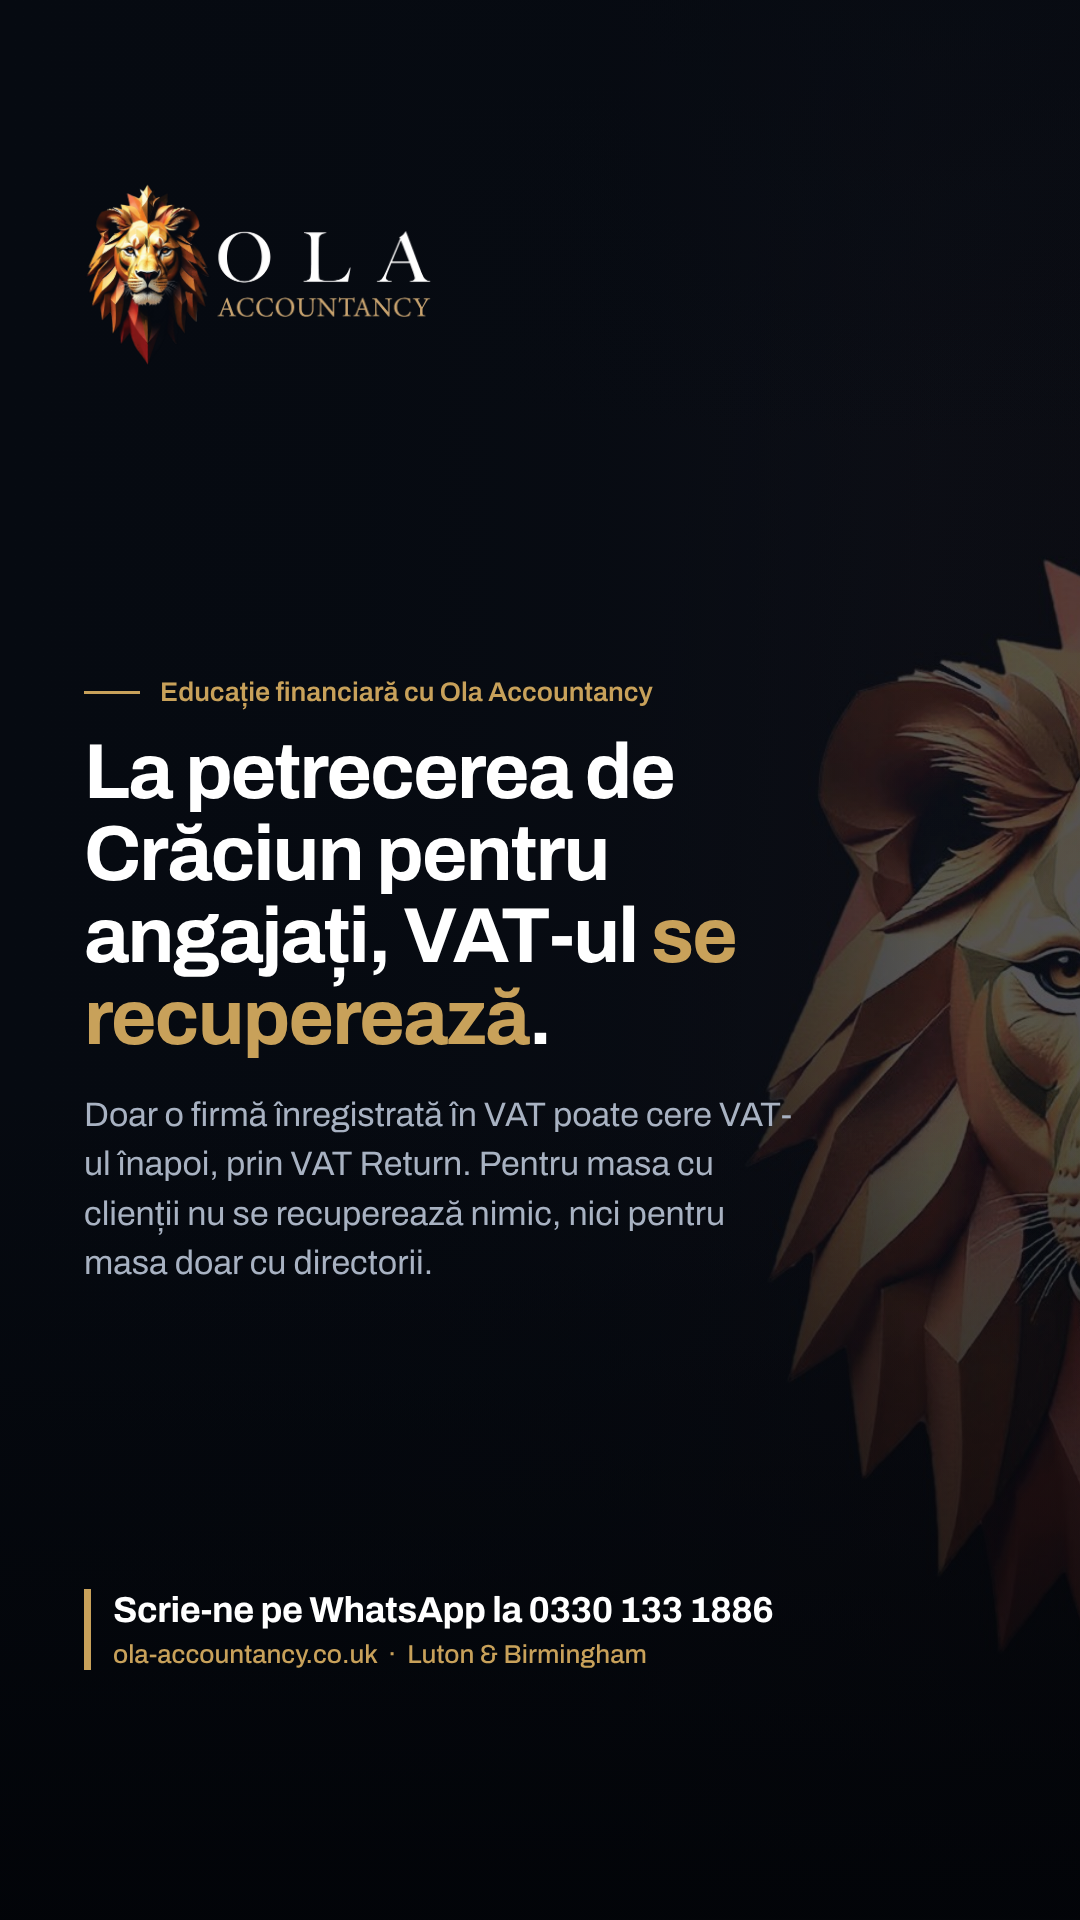 OLA
ACCOUNTANCY
Educație financiară cu Ola Accountancy
La petrecerea de
Crăciun pentru
angajați, VAT-ul se
recuperează.
Doar o firmă înregistrată în VAT poate cere VAT-
ul înapoi, prin VAT Return. Pentru masa cu
clienții nu se recuperează nimic, nici pentru
masa doar cu directorii.
Scrie-ne pe WhatsApp la 0330 133 1886
ola-accountancy.co.uk · Luton & Birmingham